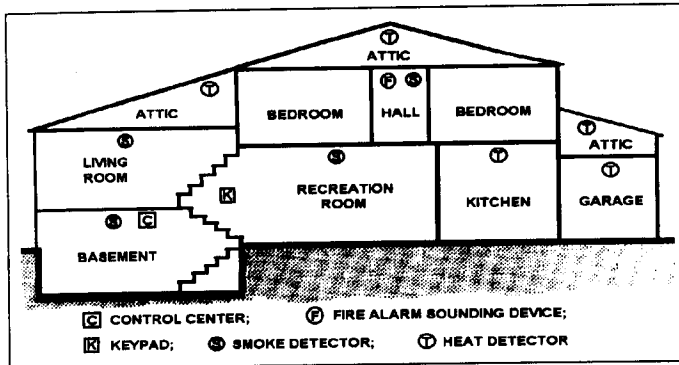 T
ATTIC
T
ATTIC
BEDROOM
F S
HALL
BEDROOM
T
ATTIC
S
LIVING
ROOM
S
RECREATION
ROOM
T
KITCHEN
T
GARAGE
K
S C
BASEMENT
C CONTROL CENTER; F FIRE ALARM SOUNDING DEVICE;
K KEYPAD; S SMOKE DETECTOR; T HEAT DETECTOR